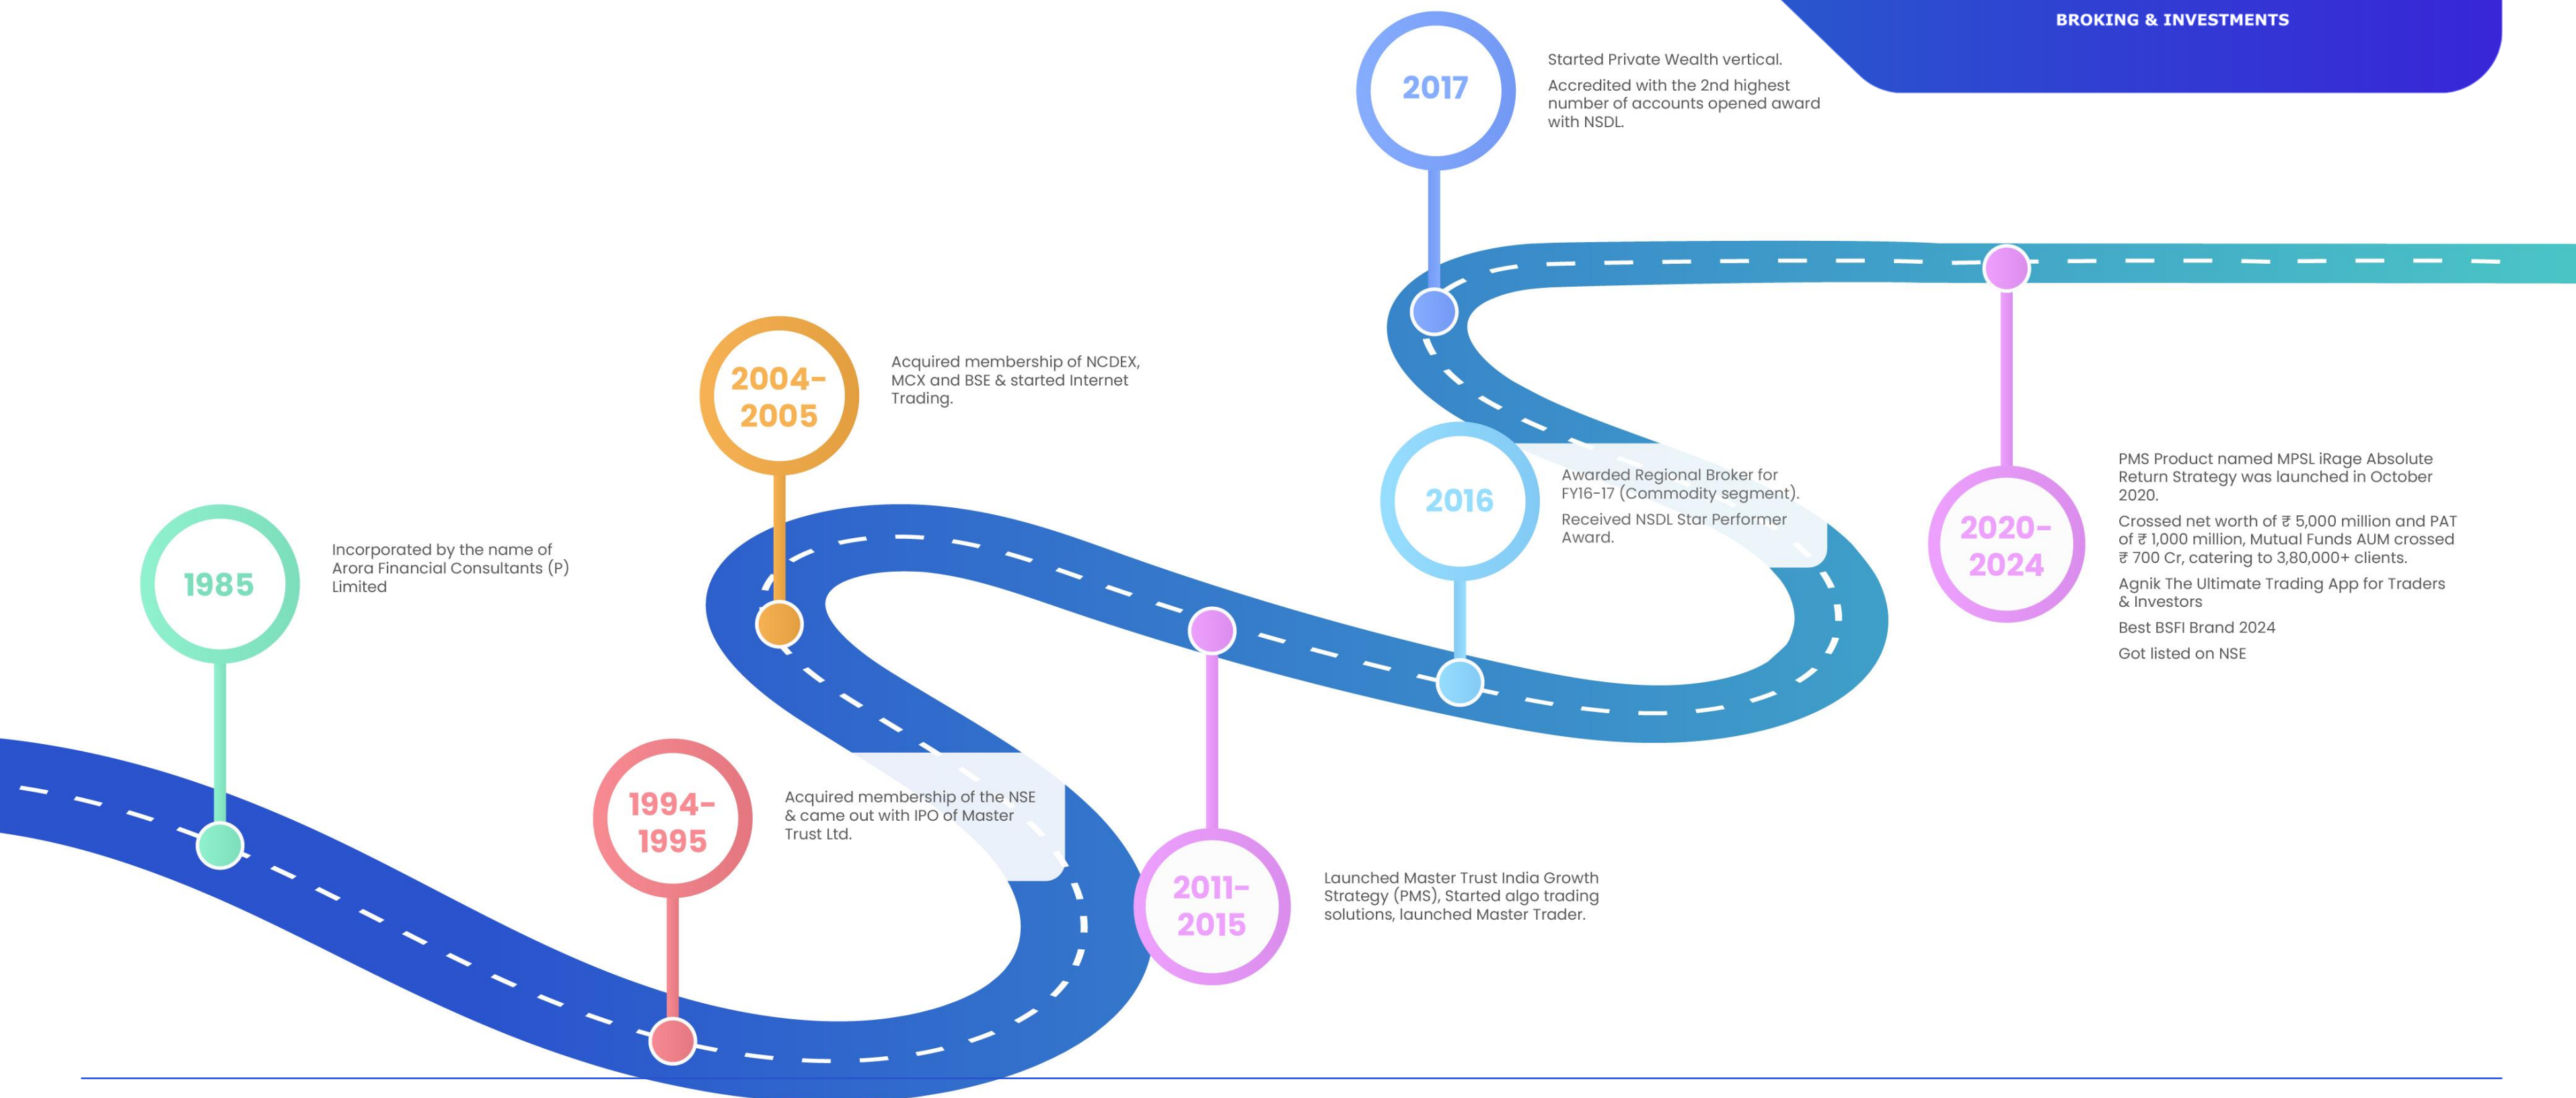 BROKING & INVESTMENTS
2017
Started Private Wealth vertical.
Accredited with the 2nd highest
number of accounts opened award
with NSDL.
2004-
2005
Acquired membership of NCDEX,
MCX and BSE & started Internet
Trading.
2016
Awarded Regional Broker for
FY16-17 (Commodity segment).
Received NSDL Star Performer
Award.
2020-
2024
PMS Product named MPSL iRage Absolute
Return Strategy was launched in October
2020.
Crossed net worth of ₹ 5,000 million and PAT
of ₹ 1,000 million, Mutual Funds AUM crossed
₹ 700 Cr, catering to 3,80,000+ clients.
Agnik The Ultimate Trading App for Traders
& Investors
Best BSFI Brand 2024
Got listed on NSE
1985
Incorporated by the name of
Arora Financial Consultants (P)
Limited
1994-
1995
Acquired membership of the NSE
& came out with IPO of Master
Trust Ltd.
2011-
2015
Launched Master Trust India Growth
Strategy (PMS), Started algo trading
solutions, launched Master Trader.